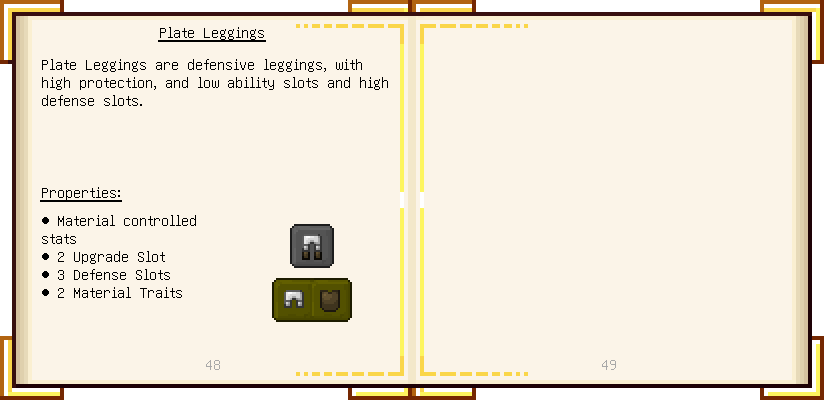 Plate Leggings
Plate Leggings are defensive leggings, with
high protection, and low ability slots and high
defense slots.
Properties:
● Material controlled
stats
● 2 Upgrade Slot
● 3 Defense Slots
● 2 Material Traits
48
49